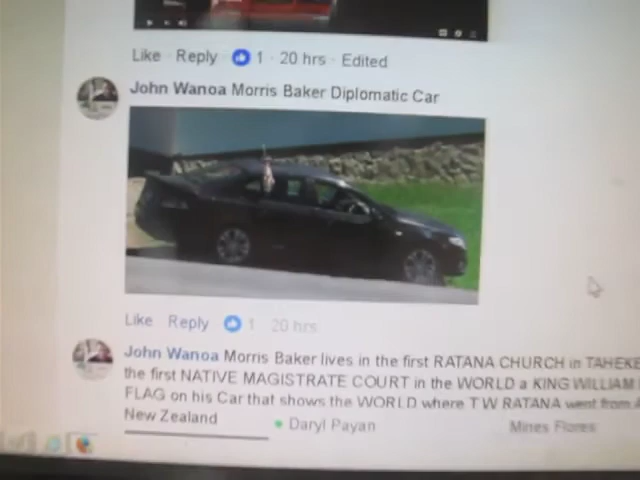 Like Reply 1 · 20 hrs · Edited
John Wanoa Morris Baker Diplomatic Car
Like Reply 1 20 hrs
John Wanoa Morris Baker lives in the first RATANA CHURCH in TAHEKE
the first NATIVE MAGISTRATE COURT in the WORLD a KING WILLIAM
FLAG on his Car that shows the WORLD where T W RATANA went from
New Zealand
Daryl Payan
Mines Flores